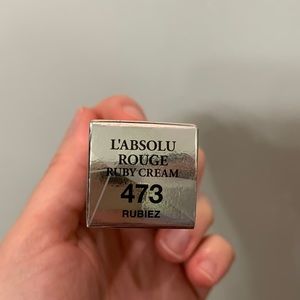 L'ABSOLU
ROUGE
RUBY CREAM
473
RUBIEZ